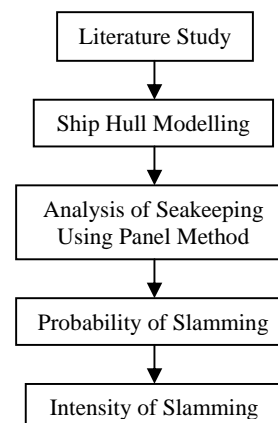 Literature Study
Ship Hull Modelling
Analysis of Seakeeping
Using Panel Method
Probability of Slamming
Intensity of Slamming